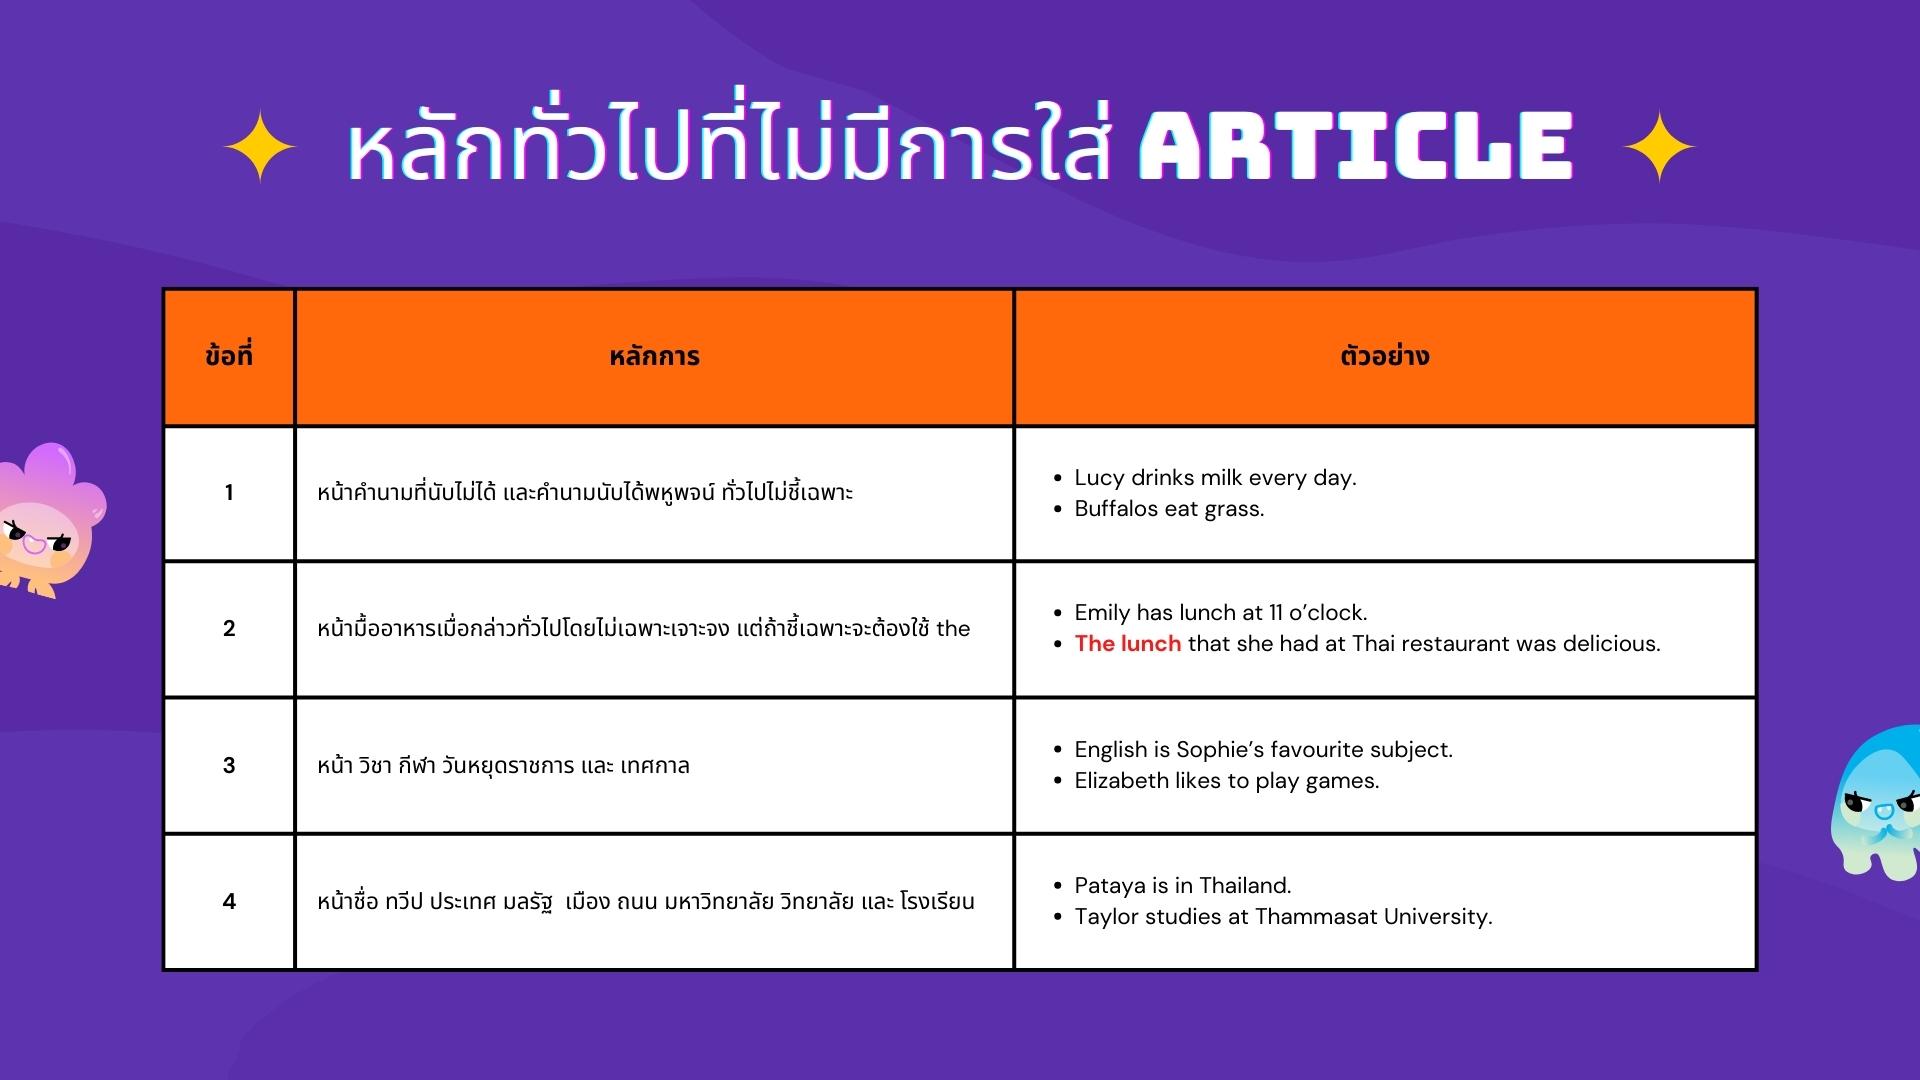 หลักทั่วไปที่ไม่มีการใส่ ARTICLE
ข้อที่
หลักการ
ตัวอย่าง
1
หน้าคำนามที่นับไม่ได้ และคำนามนับได้พหูพจน์ ทั่วไปไม่ชี้เฉพาะ
Lucy drinks milk every day.
Buffalos eat grass.
2
หน้ามื้ออาหารเมื่อกล่าวทั่วไปโดยไม่เฉพาะเจาะจง แต่ถ้าชี้เฉพาะจะต้องใช้ the
Emily has lunch at 11 o’clock.
The lunch that she had at Thai restaurant was delicious.
3
หน้า วิชา กีฬา วันหยุดราชการ และ เทศกาล
English is Sophie’s favourite subject.
Elizabeth likes to play games.
4
หน้าชื่อ ทวีป ประเทศ มลรัฐ  เมือง ถนน มหาวิทยาลัย วิทยาลัย และ โรงเรียน
Pataya is in Thailand.
Taylor studies at Thammasat University.